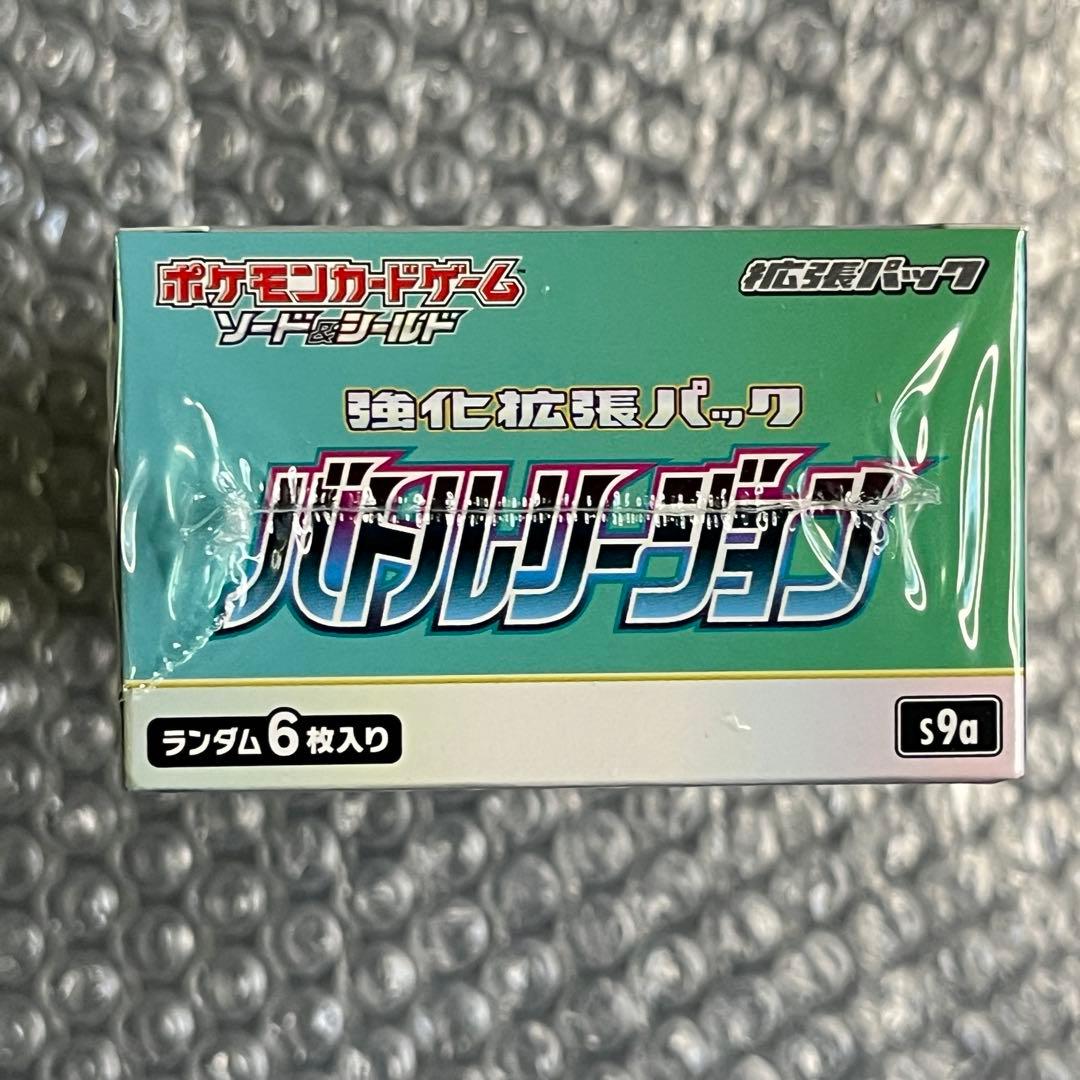 ポケモンカードゲーム™
ソード&シールド
拡張パック
強化拡張パック
バトルリージョン
ランダム6枚入り
s9a